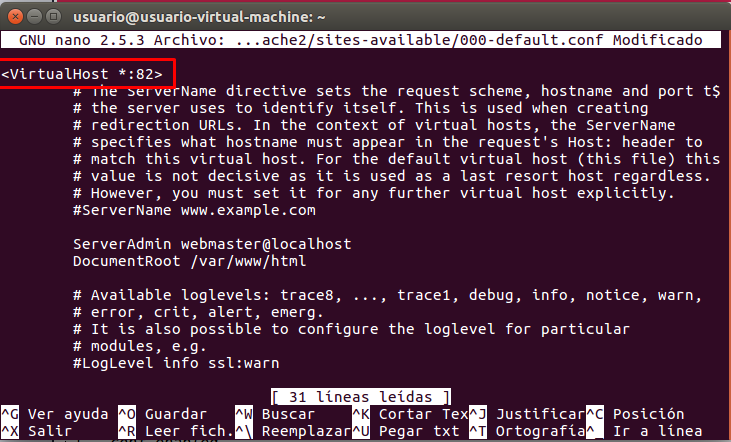 usuario@usuario-virtual-machine: ~
GNU nano 2.5.3 Archivo: ...ache2/sites-available/000-default.conf Modificado
<VirtualHost *:82>
# The ServerName directive sets the request scheme, hostname and port t$
# the server uses to identify itself. This is used when creating
# redirection URLs. In the context of virtual hosts, the ServerName
# specifies what hostname must appear in the request's Host: header to
# match this virtual host. For the default virtual host (this file) this
# value is not decisive as it is used as a last resort host regardless.
# However, you must set it for any further virtual host explicitly.
#ServerName www.example.com
ServerAdmin webmaster@localhost
DocumentRoot /var/www/html
# Available loglevels: trace8, ..., trace1, debug, info, notice, warn,
# error, crit, alert, emerg.
# It is also possible to configure the loglevel for particular
# modules, e.g.
#LogLevel info ssl:warn
[ 31 líneas leídas ]
^G Ver ayuda ^O Guardar ^W Buscar ^K Cortar Tex^J Justificar^C Posición
^X Salir ^R Leer fich.^\ Reemplazar^U Pegar txt ^T Ortografía^_ Ir a línea